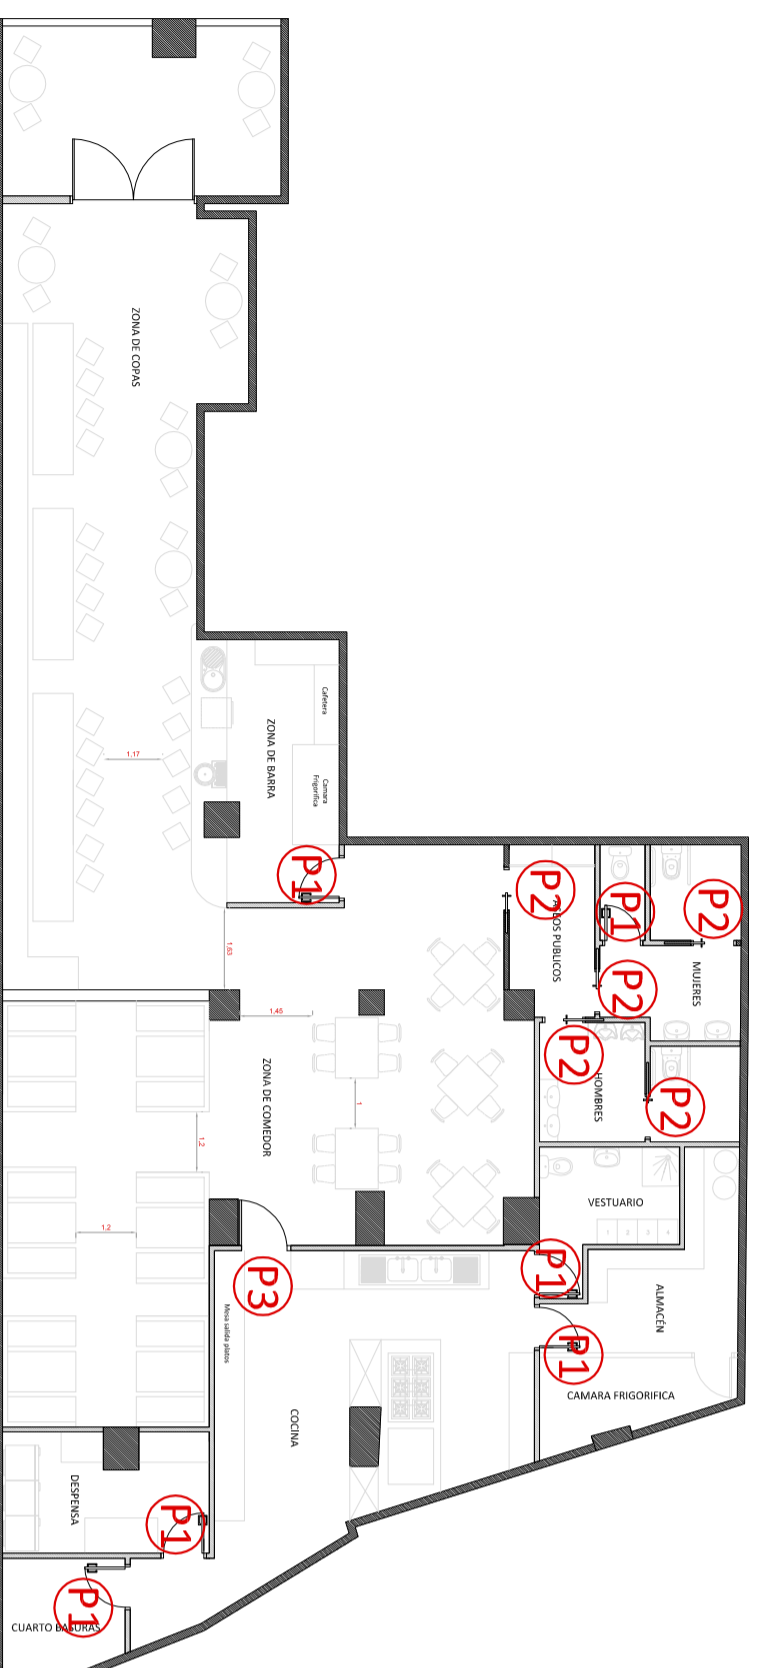 ZONA DE COPAS
Cafetera
ZONA DE BARRA
Camara
Frigorifica
1,17
P1
P2
P1
P2
ASEOS PUBLICOS
1,63
MUJERES
P2
1,45
P2
HOMBRES
P2
ZONA DE COMEDOR
1
1,2
1,2
VESTUARIO
P3
P1
ALMACÉN
Mesa salida platos
P1
CAMARA FRIGORIFICA
COCINA
DESPENSA
P1
P1
CUARTO BASURAS